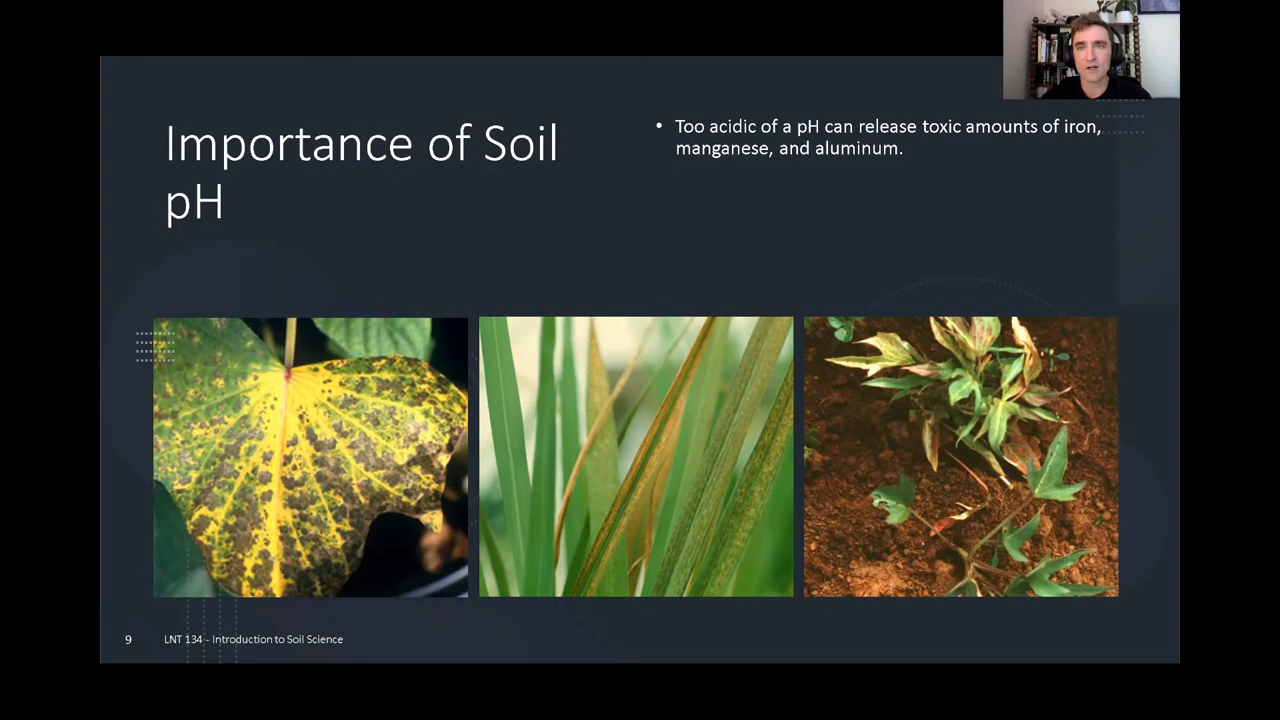 Importance of Soil
pH
• Too acidic of a pH can release toxic amounts of iron,
manganese, and aluminum.
9 LNT 134 - Introduction to Soil Science